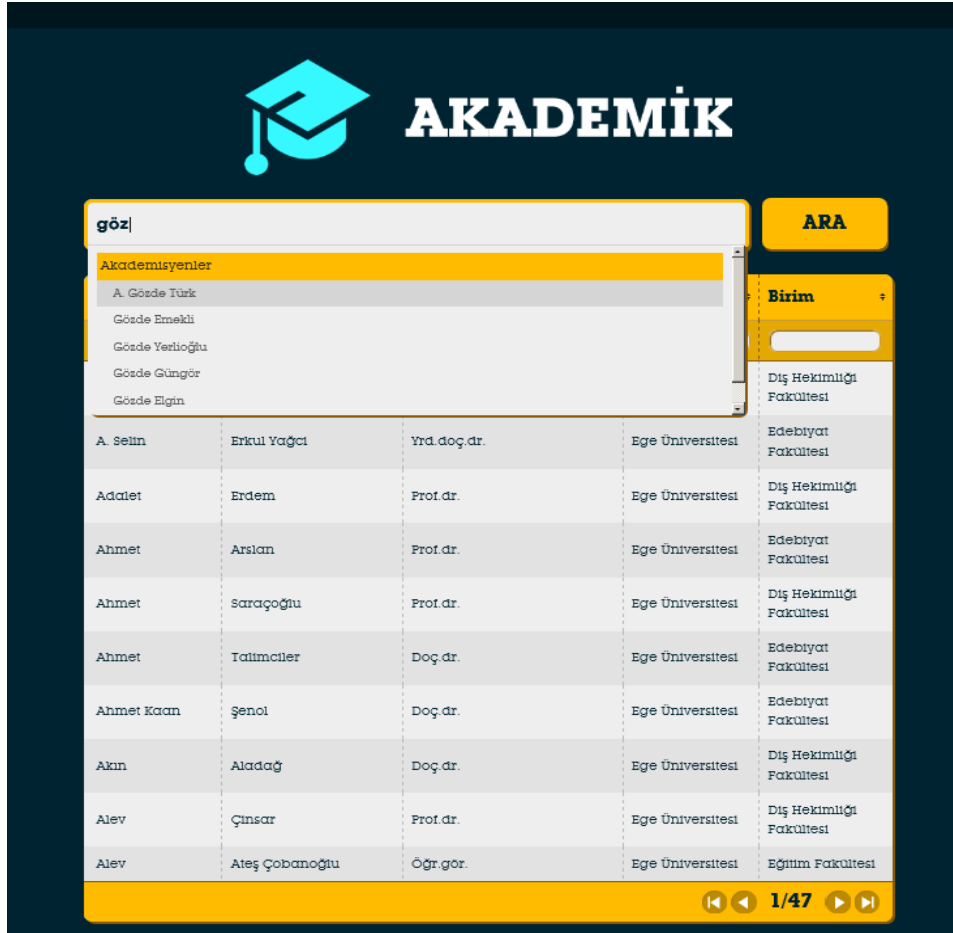 AKADEMİK
göz
ARA
Akademisyenler
A. Gözde Türk
Gözde Emekli
Gözde Yerlioğlu
Gözde Güngör
Gözde Elgin
Birim
Diş Hekimliği
Fakültesi
A. Selin Erkul Yağcı Yrd.doç.dr. Ege Üniversitesi Edebiyat
Fakültesi
Adalet Erdem Prof.dr. Ege Üniversitesi Diş Hekimliği
Fakültesi
Ahmet Arslan Prof.dr. Ege Üniversitesi Edebiyat
Fakültesi
Ahmet Saraçoğlu Prof.dr. Ege Üniversitesi Diş Hekimliği
Fakültesi
Ahmet Talimciler Doç.dr. Ege Üniversitesi Edebiyat
Fakültesi
Ahmet Kaan Şenol Doç.dr. Ege Üniversitesi Edebiyat
Fakültesi
Akın Aladağ Doç.dr. Ege Üniversitesi Diş Hekimliği
Fakültesi
Alev Çinsar Prof.dr. Ege Üniversitesi Diş Hekimliği
Fakültesi
Alev Ateş Çobanoğlu Öğr.gör. Ege Üniversitesi Eğitim Fakültesi
1/47